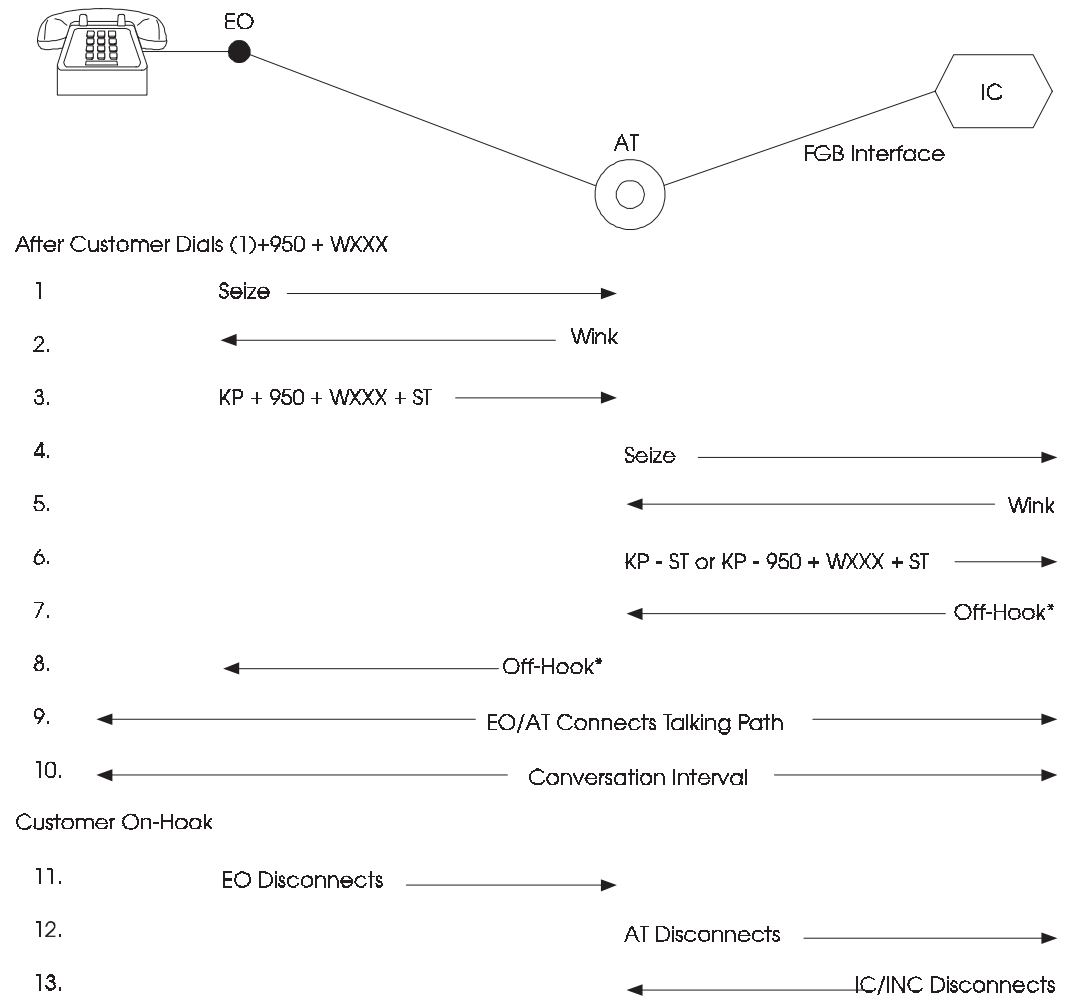 EO
IC
AT
FGB Interface
After Customer Dials (1)+950 + WXXX
1 Seize
2. Wink
3. KP + 950 + WXXX + ST
4. Seize
5. Wink
6. KP - ST or KP - 950 + WXXX + ST
7. Off-Hook*
8. Off-Hook*
9. EO/AT Connects Talking Path
10. Conversation Interval
Customer On-Hook
11. EO Disconnects
12. AT Disconnects
13. IC/INC Disconnects